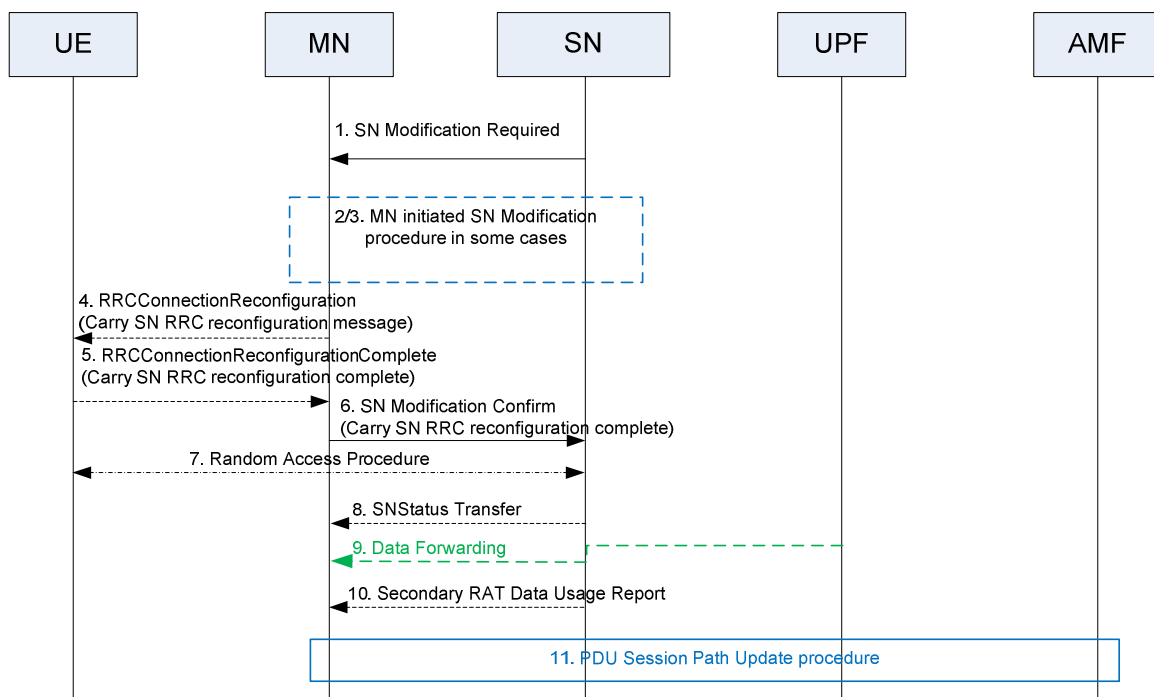 UE
MN
SN
UPF
AMF
1. SN Modification Required
2/3. MN initiated SN Modification
procedure in some cases
4. RRCConnectionReconfiguration
(Carry SN RRC reconfiguration message)
5. RRCConnectionReconfigurationComplete
(Carry SN RRC reconfiguration complete)
6. SN Modification Confirm
(Carry SN RRC reconfiguration complete)
7. Random Access Procedure
8. SNStatus Transfer
9. Data Forwarding
10. Secondary RAT Data Usage Report
11. PDU Session Path Update procedure